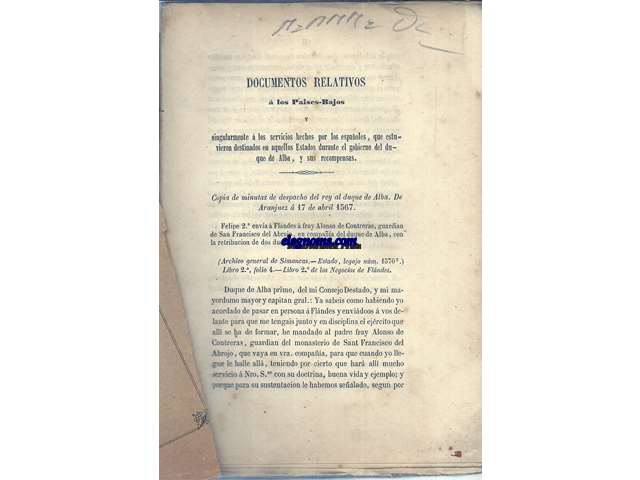 DOCUMENTOS RELATIVOS
á los Paises-Bajos
Y
singularmente á los servicios hechos por los españoles, que estu-
vieron destinados en aquellos Estados durante el gobierno del du-
que de Alba, y sus recompensas.
Copia de minutas de despacho del rey al duque de Alba. De
Aranjuez á 17 de abril 1567.
Felipe 2.º envía á Flándes á fray Alonso de Contreras, guardian
de San Francisco del Abrojo, en compañía del duque de Alba, con
la retribucion de dos du
elagnoma.com
(Archivo general de Simancas.—Estado, legajo núm. 1570.)
Libro 2.º, folio 4.—Libro 2.º de los Negocios de Flándes.
Duque de Alba primo, del mi Consejo Destado, y mi ma-
yordomo mayor y capitan gral.: Ya sabeis como habiendo yo
acordado de pasar en persona á Flándes y enviádoos á vos de-
lante para que me tengais junto y en disciplina el ejército que
allí se ha de formar, he mandado al padre fray Alonso de
Contreras, guardian del monasterio de Sant Francisco del
Abrojo, que vaya en vra. compañía, para que cuando yo lle-
gue le halle allá, teniendo por cierto que hará allí mucho
servicio á Nro. S.or con su doctrina, buena vida y ejemplo; y
porque para su sustentacion le habemos señalado, segun por